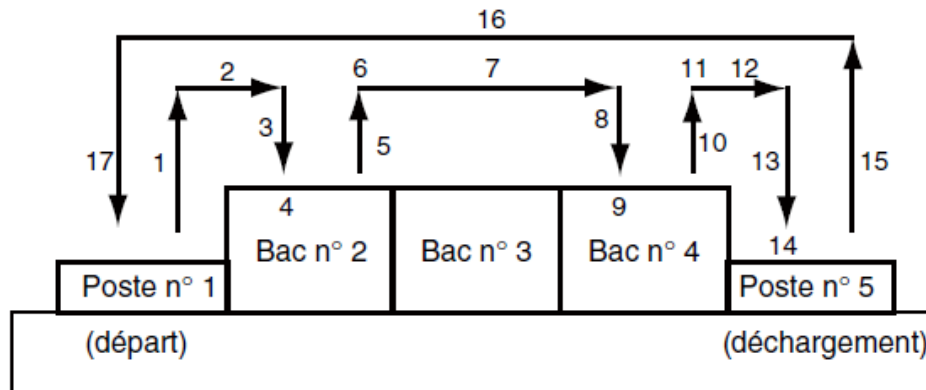 16
2 6 7 11 12
3 8
17 1 5 10 13 15
4 9
Bac n° 2 Bac n° 3 Bac n° 4 14
Poste n° 1 Poste n° 5
(départ) (déchargement)